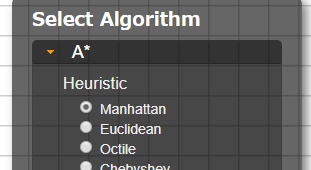 Select Algorithm
A*
Heuristic
Manhattan
Euclidean
Octile
Chebyshev